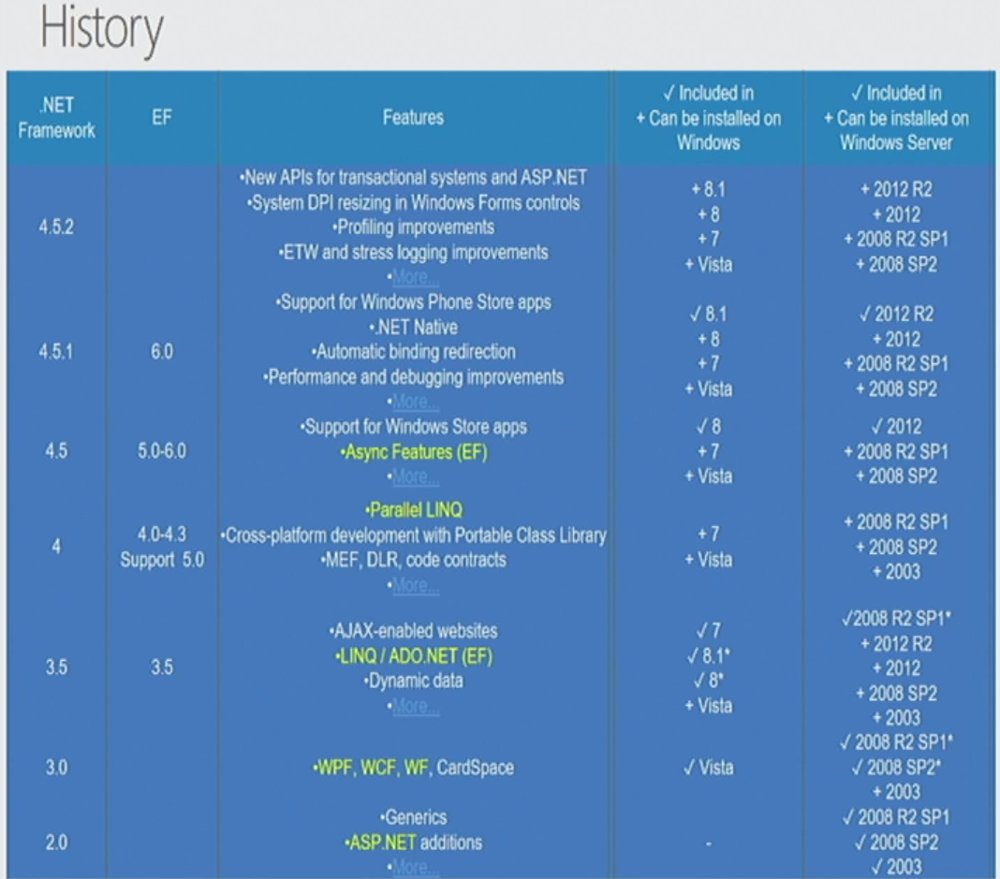 History
.NET Framework
EF
Features
√ Included in
+ Can be installed on
Windows
√ Included in
+ Can be installed on
Windows Server
4.5.2
•New APIs for transactional systems and ASP.NET
•System DPI resizing in Windows Forms controls
•Profiling improvements
•ETW and stress logging improvements
•More...
+ 8.1
+ 8
+ 7
+ Vista
+ 2012 R2
+ 2012
+ 2008 R2 SP1
+ 2008 SP2
4.5.1
6.0
•Support for Windows Phone Store apps
•.NET Native
•Automatic binding redirection
•Performance and debugging improvements
•More...
√ 8.1
+ 8
+ 7
+ Vista
√ 2012 R2
+ 2012
+ 2008 R2 SP1
+ 2008 SP2
4.5
5.0-6.0
•Support for Windows Store apps
•Async Features (EF)
•More...
√ 8
+ 7
+ Vista
√ 2012
+ 2008 R2 SP1
+ 2008 SP2
4
4.0-4.3
Support 5.0
•Parallel LINQ
•Cross-platform development with Portable Class Library
•MEF, DLR, code contracts
•More...
+ 7
+ Vista
+ 2008 R2 SP1
+ 2008 SP2
+ 2003
3.5
3.5
•AJAX-enabled websites
•LINQ / ADO.NET (EF)
•Dynamic data
•More...
√ 7
√ 8.1*
√ 8*
+ Vista
√2008 R2 SP1*
+ 2012 R2
+ 2012
+ 2008 SP2
+ 2003
3.0
•WPF, WCF, WF, CardSpace
√ Vista
√ 2008 R2 SP1*
√ 2008 SP2*
+ 2003
2.0
•Generics
•ASP.NET additions
•More...
-
√ 2008 R2 SP1
√ 2008 SP2
√ 2003